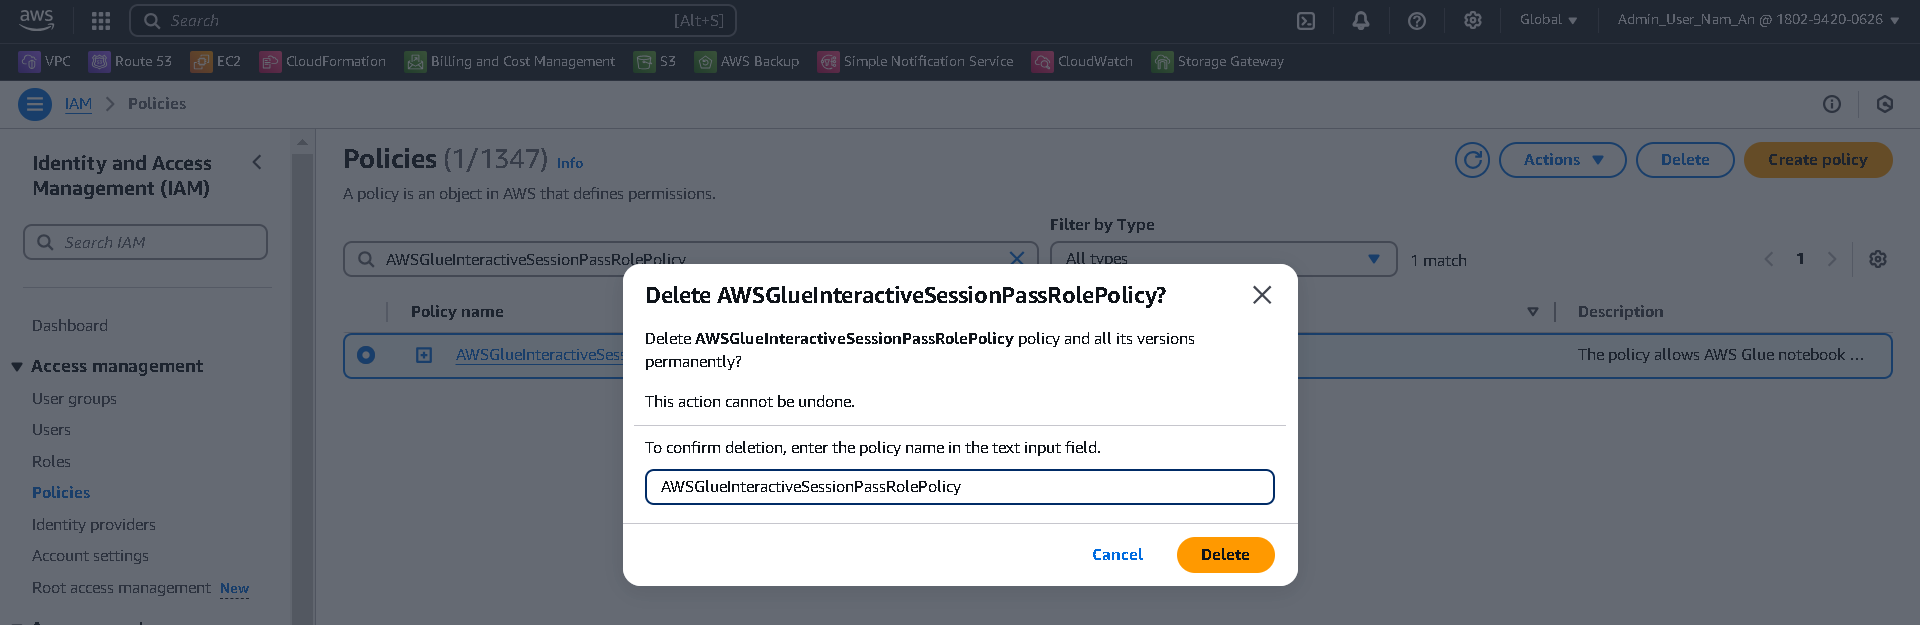 aws
Search [Alt+S]
Global Admin_User_Nam_An @ 1802-9420-0626
VPC Route 53 EC2 CloudFormation Billing and Cost Management S3 AWS Backup Simple Notification Service CloudWatch Storage Gateway
IAM Policies
Identity and Access
Management (IAM)
Search IAM
Dashboard
Access management
User groups
Users
Roles
Policies
Identity providers
Account settings
Root access management New
Policies (1/1347) Info
Actions Delete Create policy
A policy is an object in AWS that defines permissions.
Filter by Type
AWSGlueInteractiveSessionPassRolePolicy All types 1 match 1
Policy name Description
AWSGlueInteractiveSess The policy allows AWS Glue notebook ...
Delete AWSGlueInteractiveSessionPassRolePolicy?
Delete AWSGlueInteractiveSessionPassRolePolicy policy and all its versions
permanently?
This action cannot be undone.
To confirm deletion, enter the policy name in the text input field.
AWSGlueInteractiveSessionPassRolePolicy
Cancel Delete